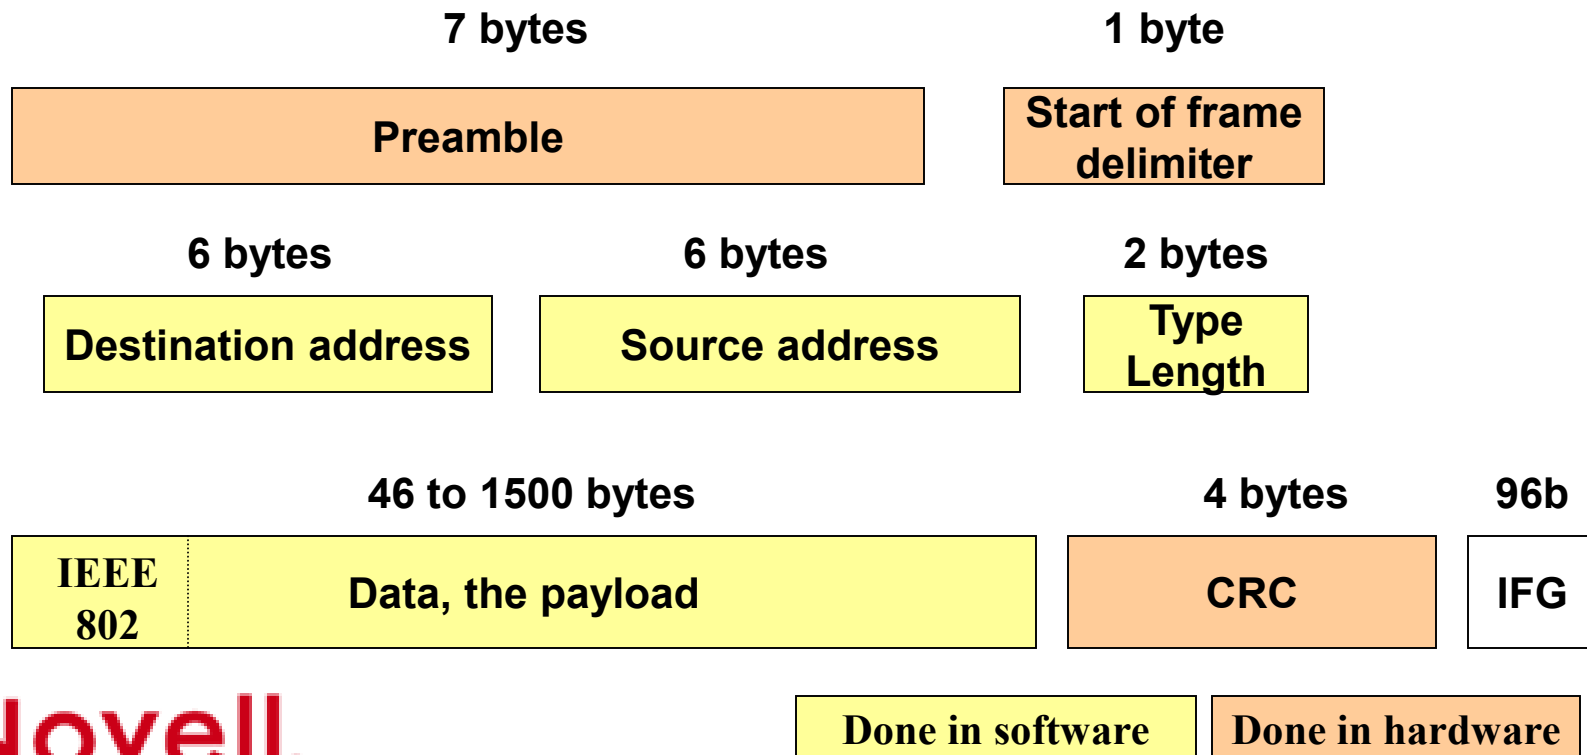 7 bytes 1 byte
Preamble
Start of frame
delimiter
6 bytes 6 bytes 2 bytes
Destination address
Source address
Type
Length
46 to 1500 bytes 4 bytes 96b
IEEE
802
Data, the payload
CRC
IFG
Novell.
Done in software
Done in hardware